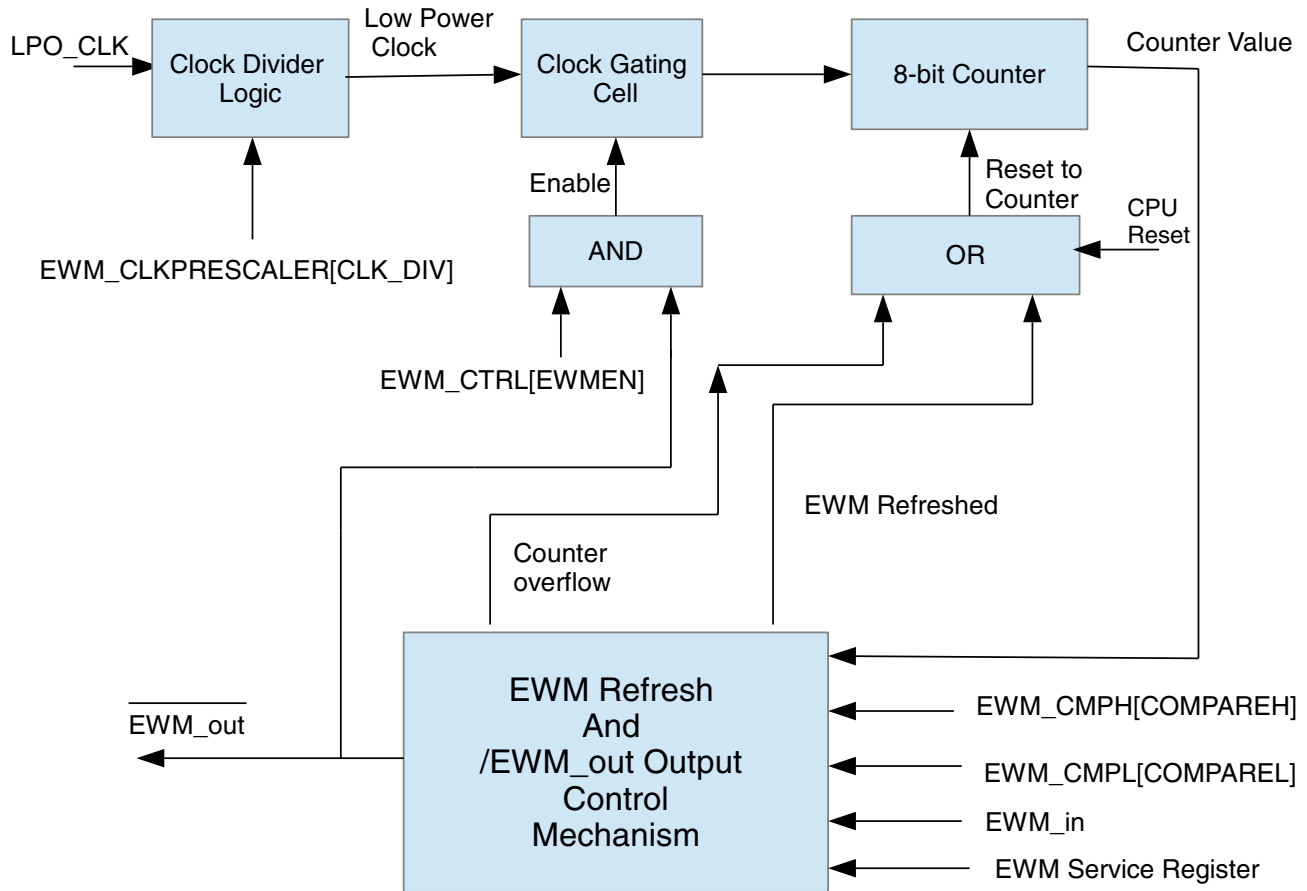 LPO_CLK
Clock Divider
Logic
Low Power
Clock
Clock Gating
Cell
8-bit Counter
Counter Value
Enable
Reset to
Counter
CPU
Reset
EWM_CLKPRESCALER[CLK_DIV]
AND
OR
EWM_CTRL[EWMEN]
EWM Refreshed
Counter
overflow
EWM_out
EWM Refresh
And
/EWM_out Output
Control
Mechanism
EWM_CMPH[COMPAREH]
EWM_CMPL[COMPAREL]
EWM_in
EWM Service Register